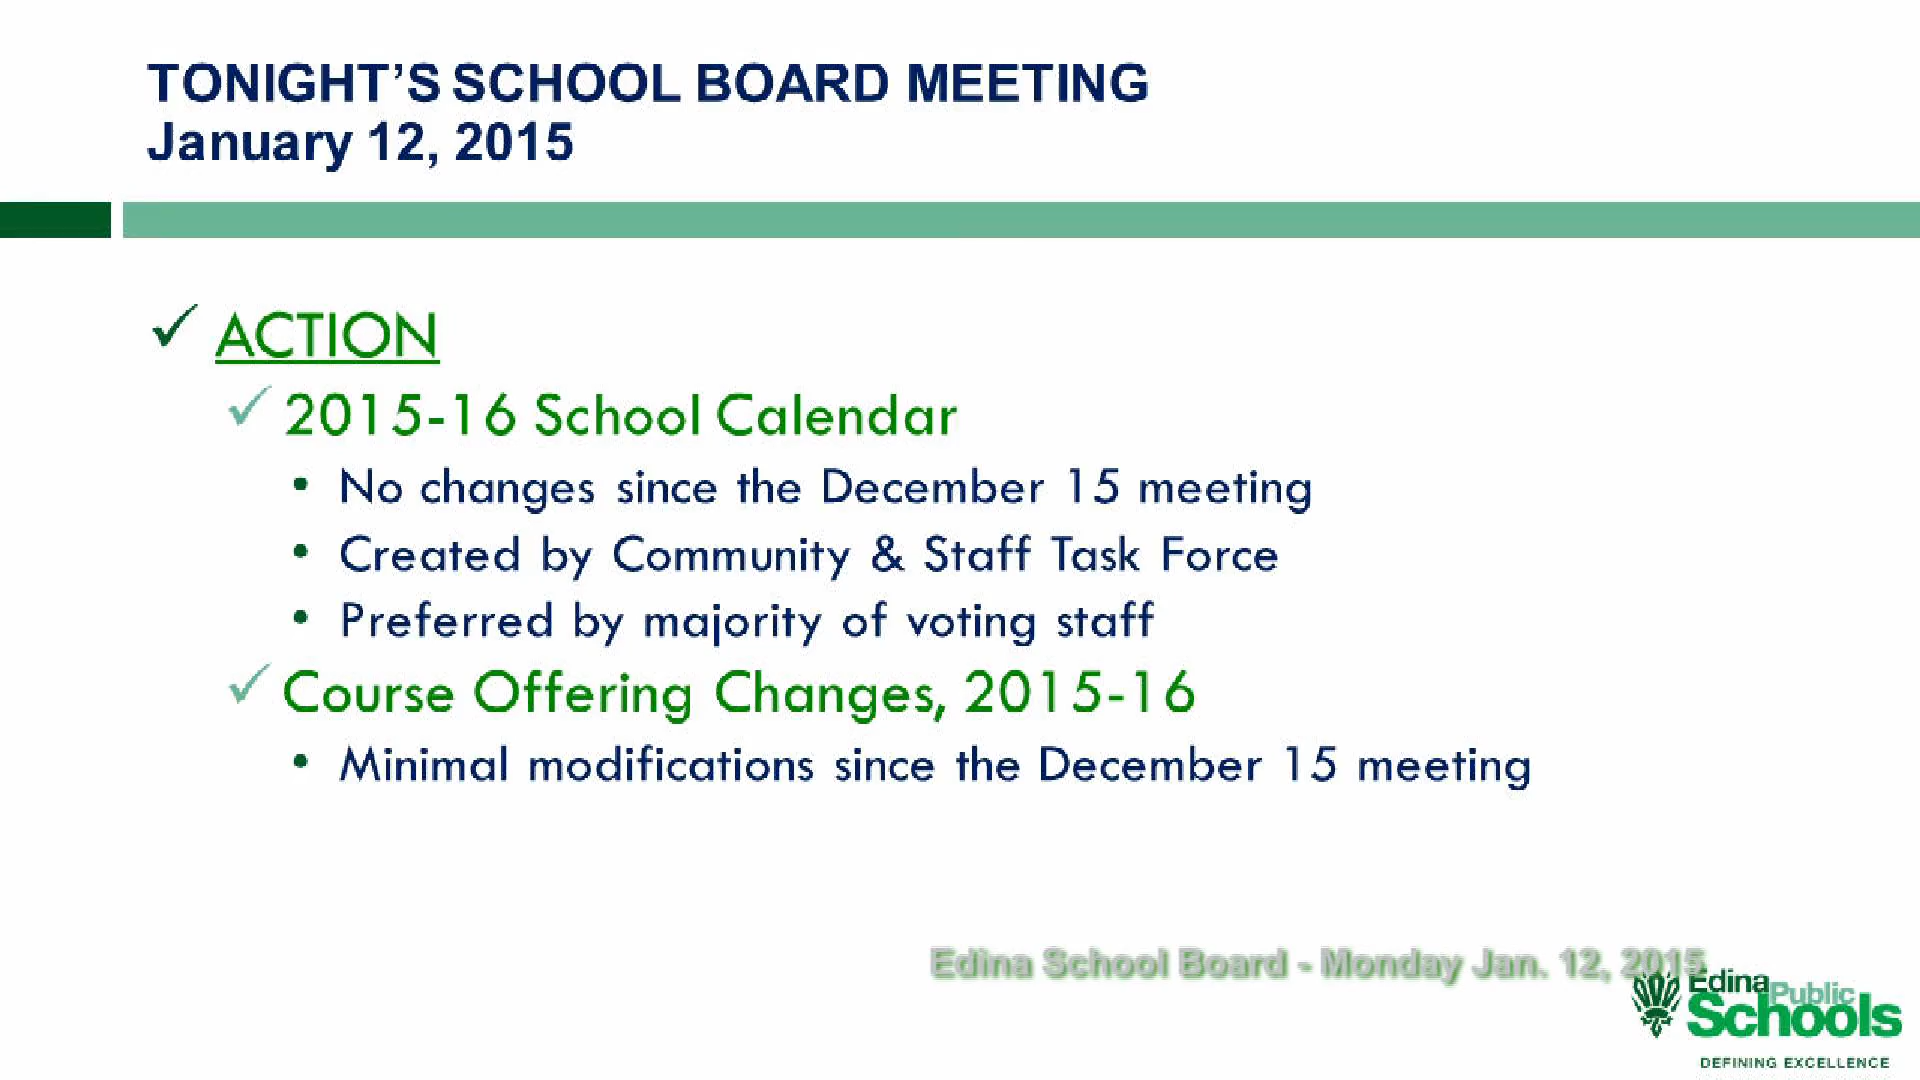 TONIGHT'S SCHOOL BOARD MEETING
January 12, 2015
ACTION
2015-16 School Calendar
No changes since the December 15 meeting
Created by Community & Staff Task Force
Preferred by majority of voting staff
Course Offering Changes, 2015-16
Minimal modifications since the December 15 meeting
Edina School Board - Monday Jan. 12, 2015
Edina Public
Schools
DEFINING EXCELLENCE